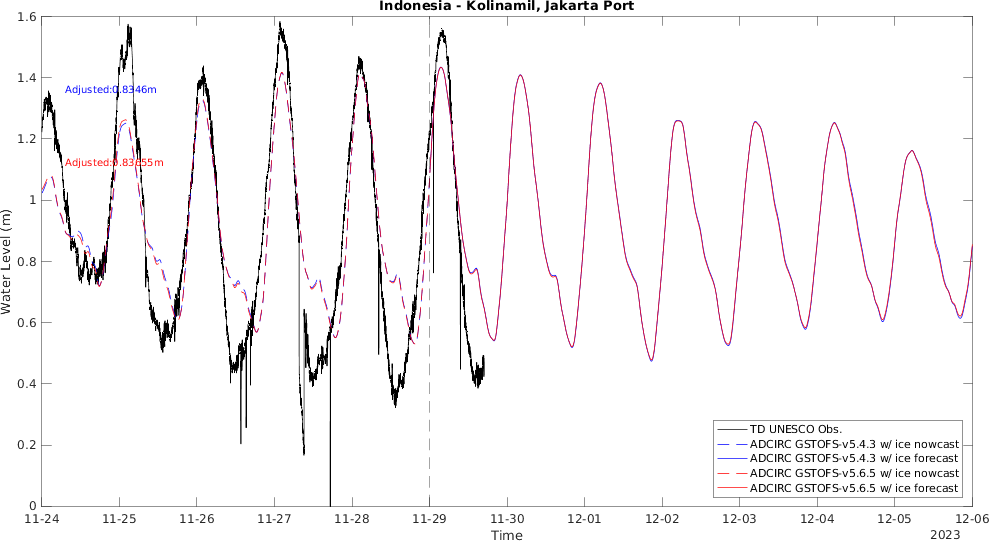 Indonesia - Kolinamil, Jakarta Port
1.6
1.4
1.2
1
0.8
0.6
0.4
0.2
0
Water Level (m)
Adjusted:0.8346m
Adjusted:0.83655m
TD UNESCO Obs.
ADCIRC GSTOFS-v5.4.3 w/ ice nowcast
ADCIRC GSTOFS-v5.4.3 w/ ice forecast
ADCIRC GSTOFS-v5.6.5 w/ ice nowcast
ADCIRC GSTOFS-v5.6.5 w/ ice forecast
11-24 11-25 11-26 11-27 11-28 11-29 11-30 12-01 12-02 12-03 12-04 12-05 12-06
Time
2023